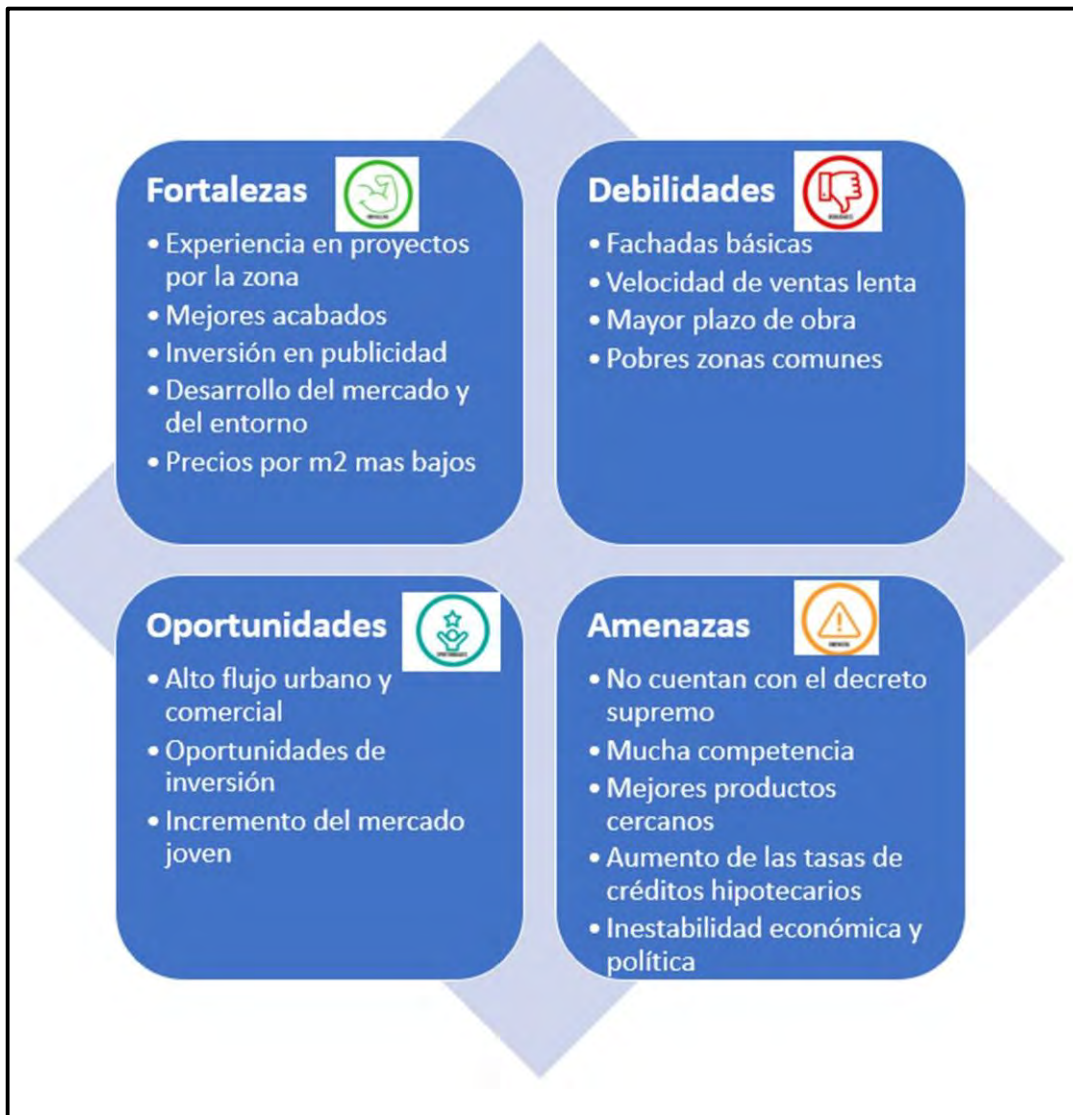 Fortalezas
• Experiencia en proyectos
por la zona
• Mejores acabados
• Inversión en publicidad
• Desarrollo del mercado y
del entorno
• Precios por m2 mas bajos
Debilidades
• Fachadas básicas
• Velocidad de ventas lenta
• Mayor plazo de obra
• Pobres zonas comunes
Oportunidades
• Alto flujo urbano y
comercial
• Oportunidades de
inversión
• Incremento del mercado
joven
Amenazas
• No cuentan con el decreto
supremo
• Mucha competencia
• Mejores productos
cercanos
• Aumento de las tasas de
créditos hipotecarios
• Inestabilidad económica y
política